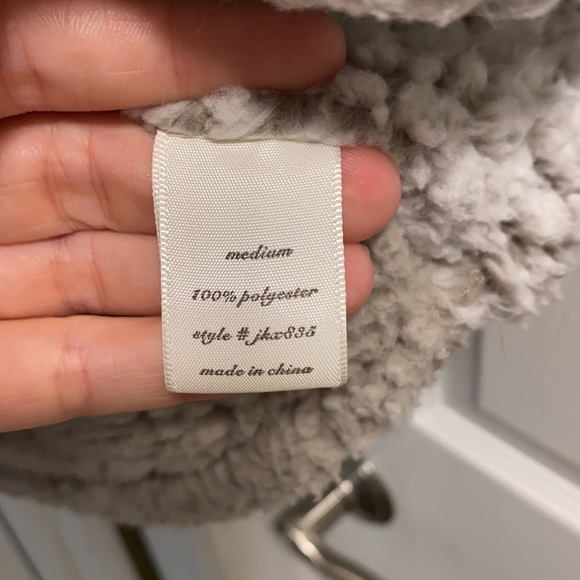 medium
100% polyester
style # jkx835
made in china